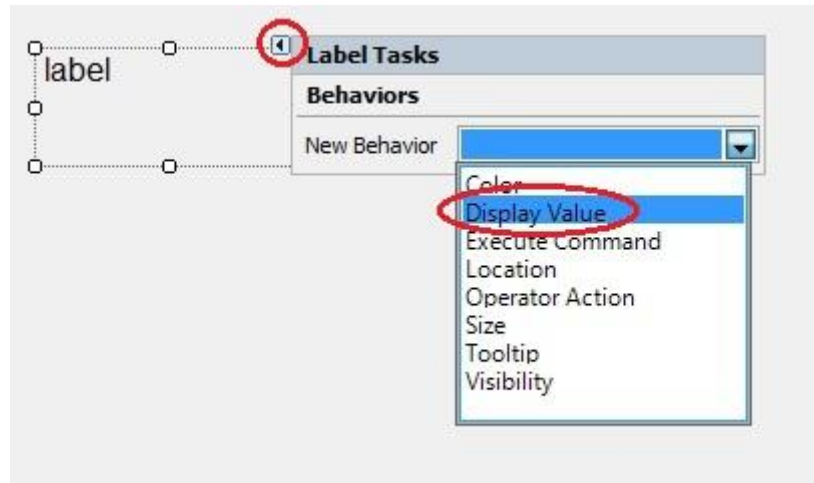 label
Label Tasks
Behaviors
New Behavior
Color
Display Value
Execute Command
Location
Operator Action
Size
Tooltip
Visibility